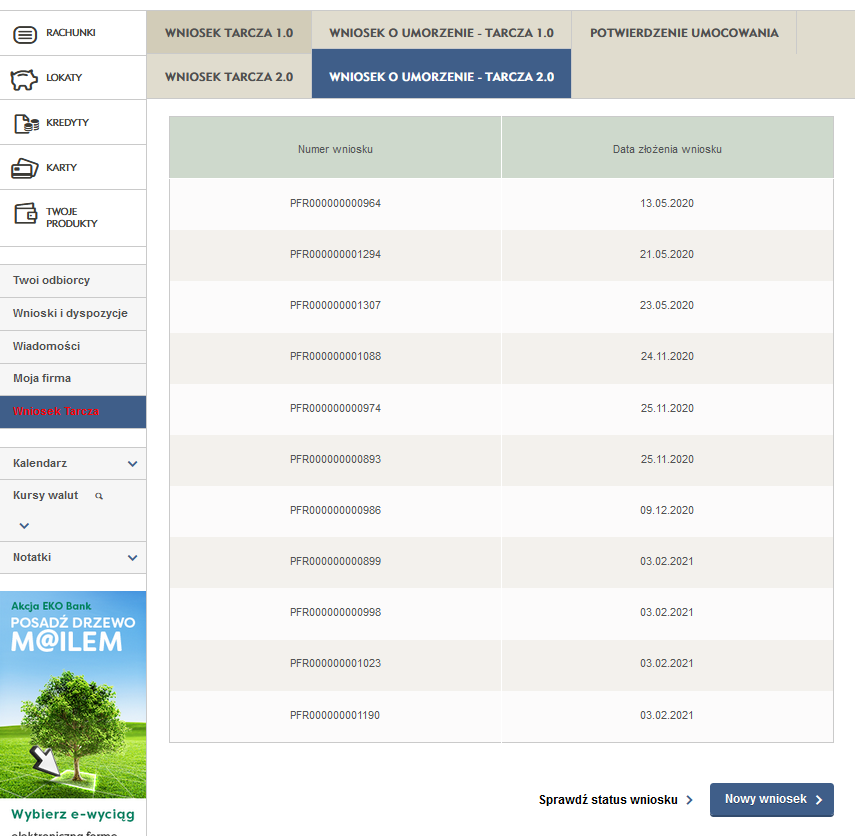 RACHUNKI
LOKATY
KREDYTY
KARTY
TWOJE
PRODUKTY
Twoi odbiorcy
Wnioski i dyspozycje
Wiadomości
Moja firma
Wniosek Tarcza
Kalendarz
Kursy walut
Notatki
Akcja EKO Bank
POSADŹ DRZEWO
M@ILEM
Wybierz e-wyciąg
elektroniczną formę
WNIOSEK TARCZA 1.0 WNIOSEK O UMORZENIE - TARCZA 1.0 POTWIERDZENIE UMOCOWANIA
WNIOSEK TARCZA 2.0 WNIOSEK O UMORZENIE - TARCZA 2.0
Numer wniosku Data złożenia wniosku
PFR000000000964 13.05.2020
PFR000000001294 21.05.2020
PFR000000001307 23.05.2020
PFR000000001088 24.11.2020
PFR000000000974 25.11.2020
PFR000000000893 25.11.2020
PFR000000000986 09.12.2020
PFR000000000899 03.02.2021
PFR000000000998 03.02.2021
PFR000000001023 03.02.2021
PFR000000001190 03.02.2021
Sprawdź status wniosku Nowy wniosek